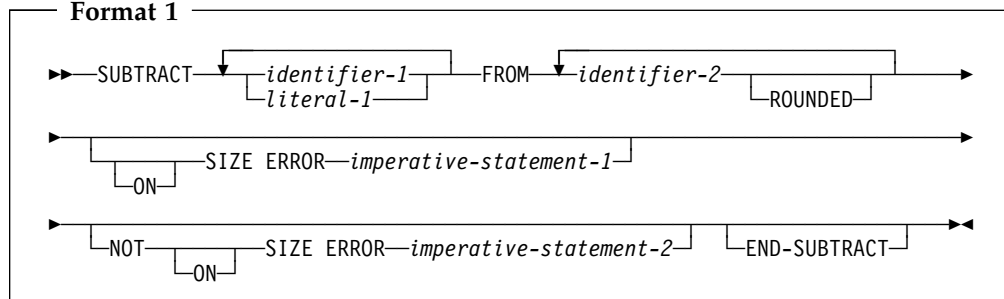 Format 1
SUBTRACT identifier-1 FROM identifier-2
literal-1 ROUNDED
SIZE ERROR imperative-statement-1
ON
NOT SIZE ERROR imperative-statement-2 END-SUBTRACT
ON